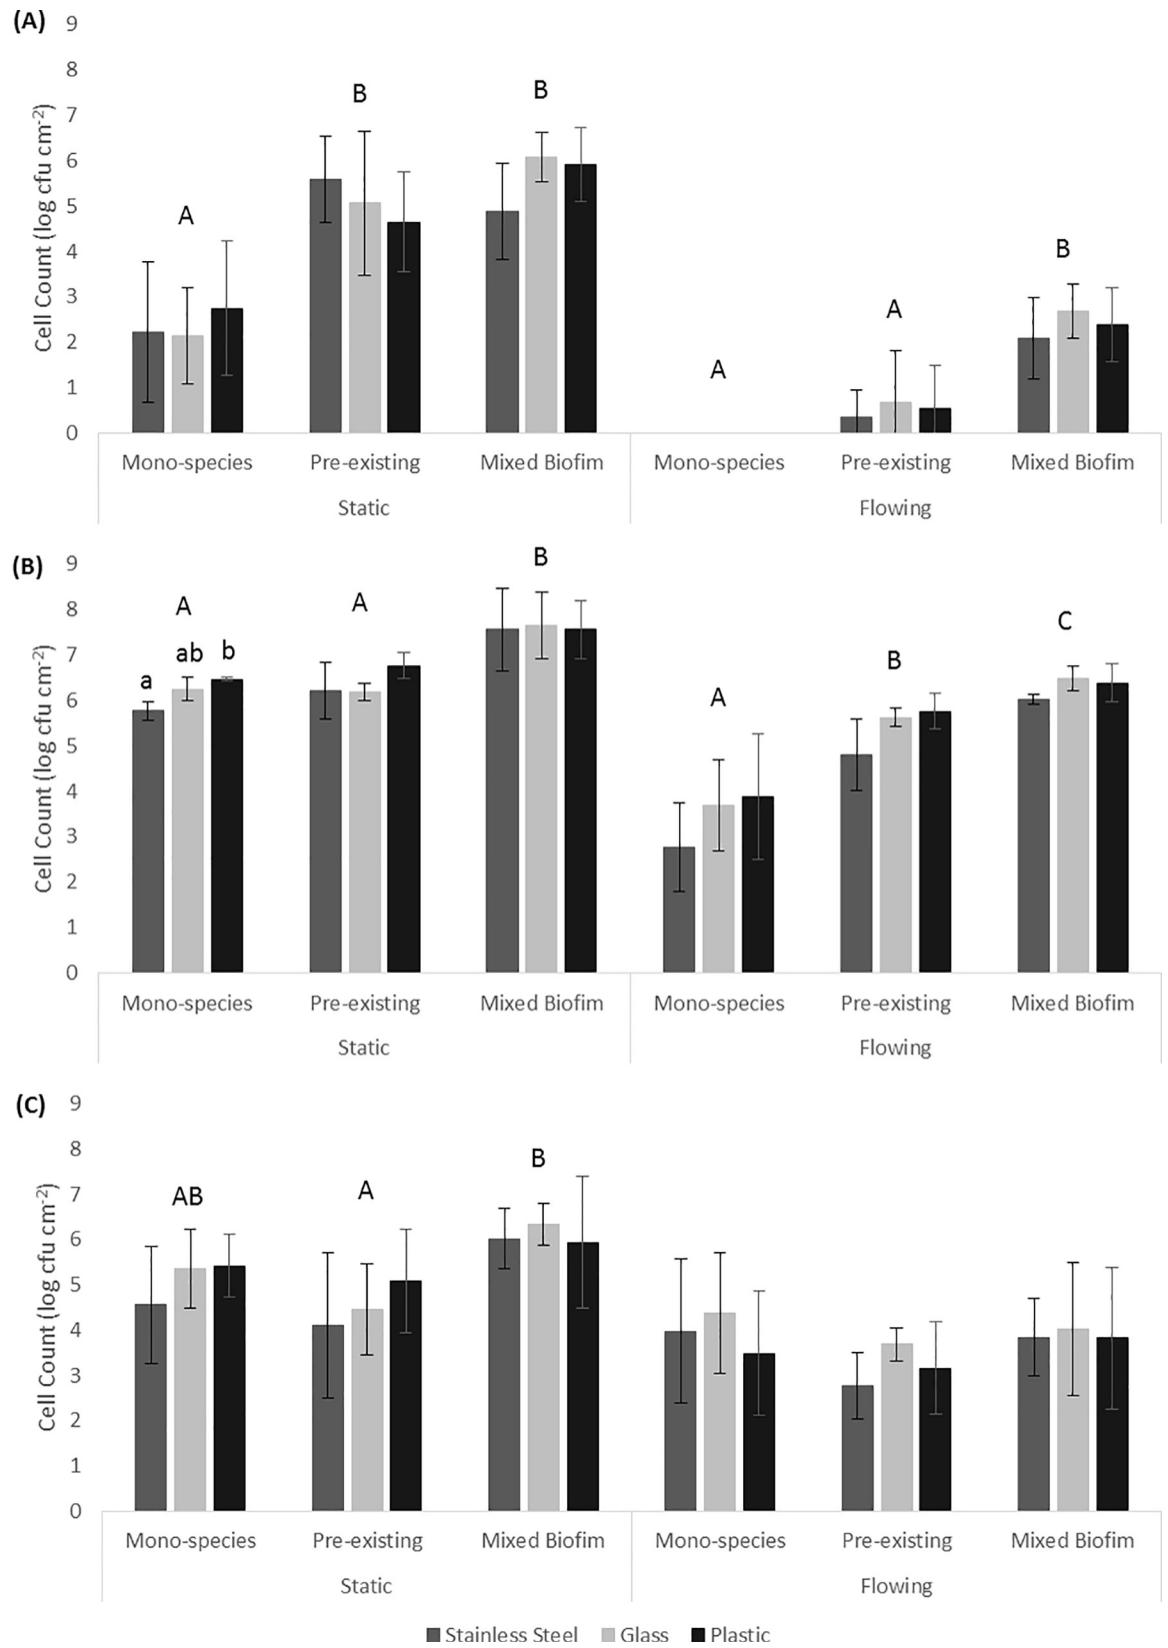 (A)
Cell Count (log cfu cm-2)
9
8
7
6
5
4
3
2
1
0
A
B
B
A
A
B
Mono-species Pre-existing Mixed Biofim Mono-species Pre-existing Mixed Biofim
Static Flowing
(B)
Cell Count (log cfu cm-2)
9
8
7
6
5
4
3
2
1
0
A
a ab b
A
B
A
B
C
Mono-species Pre-existing Mixed Biofim Mono-species Pre-existing Mixed Biofim
Static Flowing
(C)
Cell Count (log cfu cm-2)
9
8
7
6
5
4
3
2
1
0
AB
A
B
Mono-species Pre-existing Mixed Biofim Mono-species Pre-existing Mixed Biofim
Static Flowing
Stainless Steel Glass Plastic